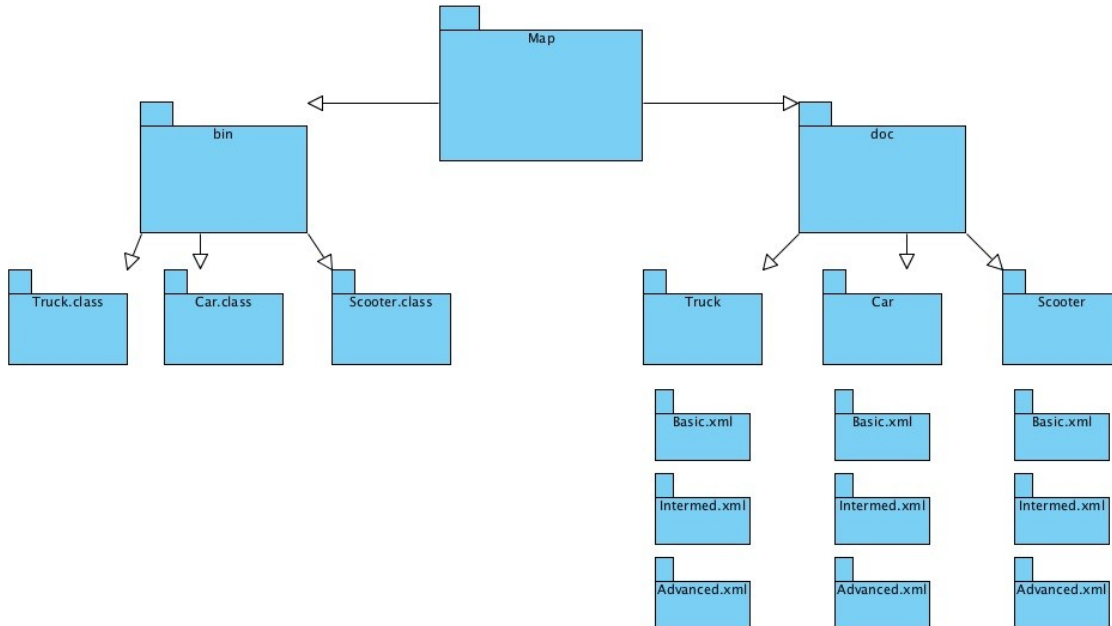 Map
bin
doc
Truck.class
Car.class
Scooter.class
Truck
Car
Scooter
Basic.xml
Basic.xml
Basic.xml
Intermed.xml
Intermed.xml
Intermed.xml
Advanced.xml
Advanced.xml
Advanced.xml